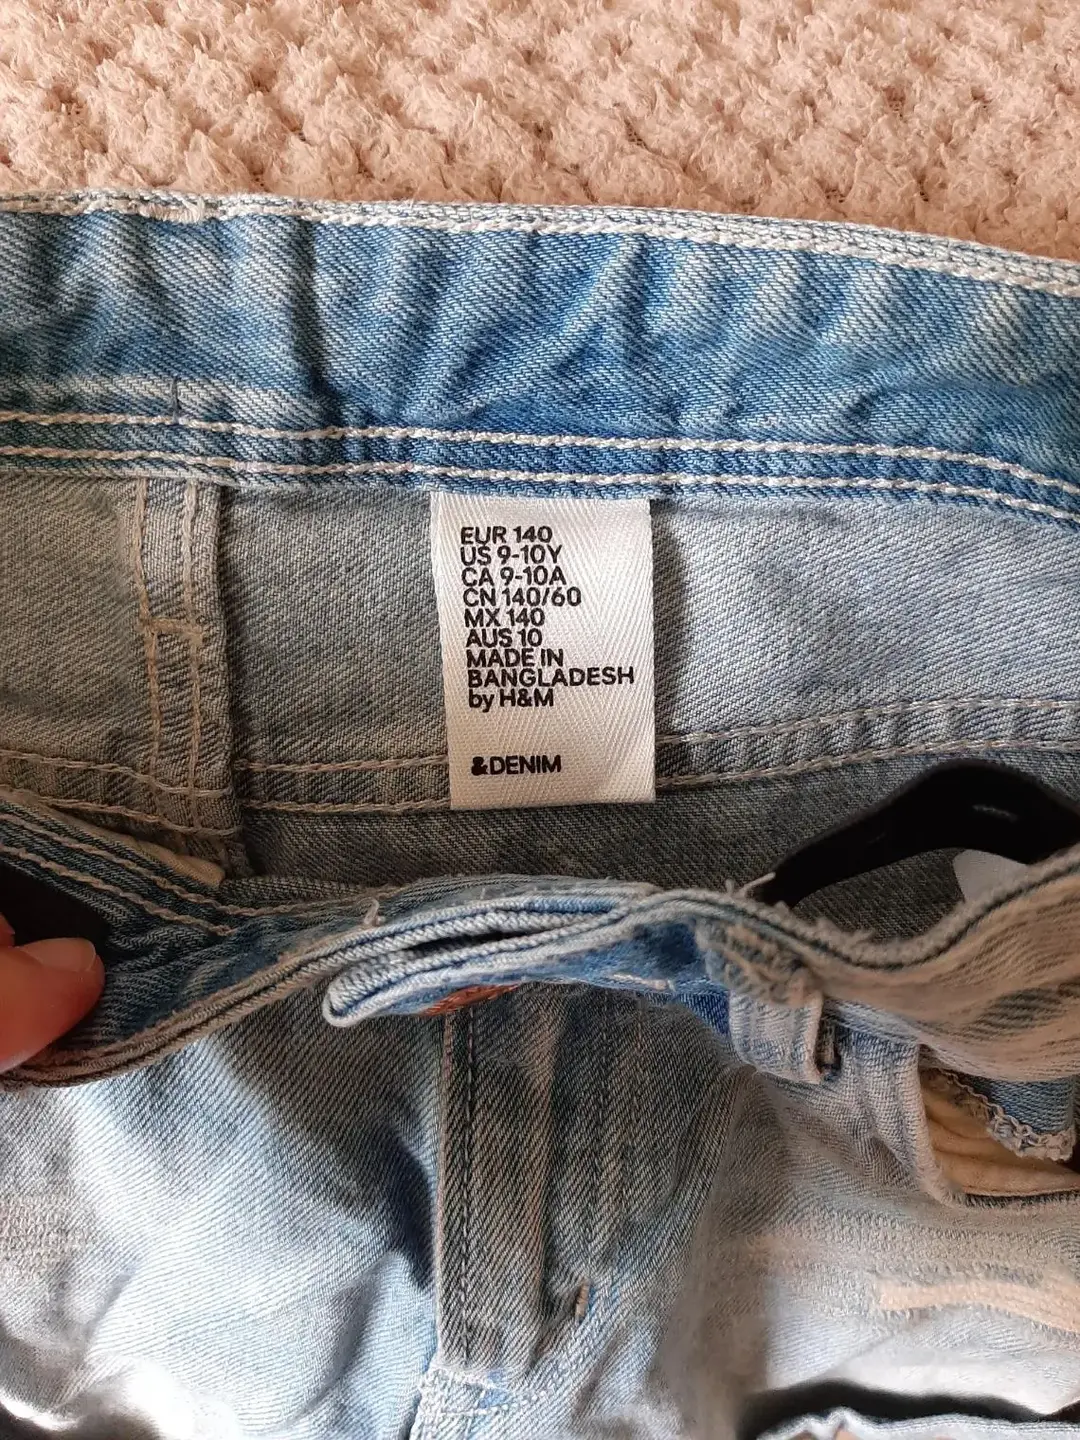 EUR 140
US 9-10Y
CA 9-10A
CN 140/60
MX 140
AUS 10
MADE IN
BANGLADESH
by H&M
&DENIM